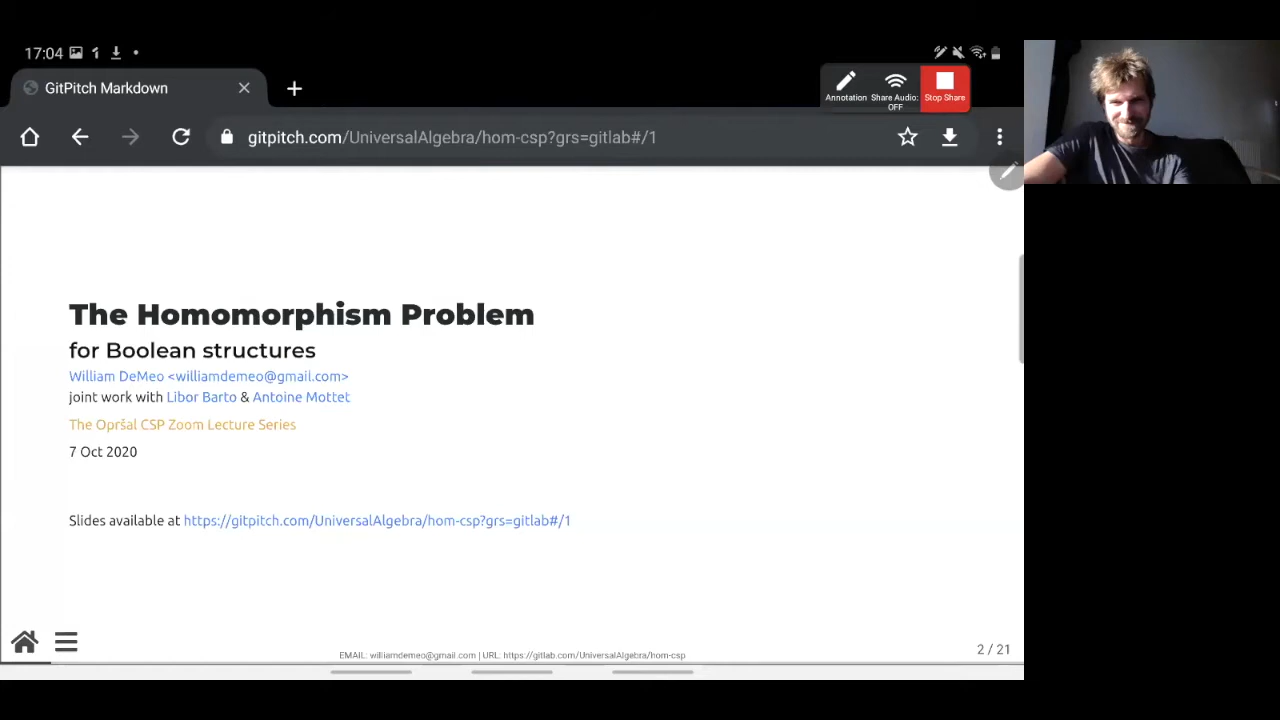 17:04
GitPitch Markdown
Annotation
Share Audio:
OFF
Stop Share
gitpitch.com/UniversalAlgebra/hom-csp?grs=gitlab#/1
The Homomorphism Problem
for Boolean structures
William DeMeo <williamdemeo@gmail.com>
joint work with Libor Barto & Antoine Mottet
The Opršal CSP Zoom Lecture Series
7 Oct 2020
Slides available at https://gitpitch.com/UniversalAlgebra/hom-csp?grs=gitlab#/1
EMAIL: williamdemeo@gmail.com | URL: https://gitlab.com/UniversalAlgebra/hom-csp
2 / 21